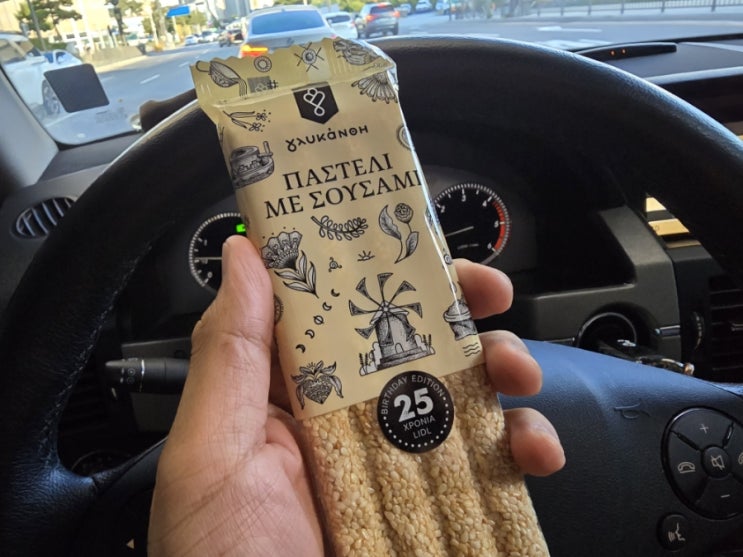 γλυκάνθη
ΠΑΣΤΕΛΙ
ΜΕ ΣΟΥΣΑΜΙ
BIRTHDAY EDITION
25
ΧΡΟΝΙΑ
LIDL